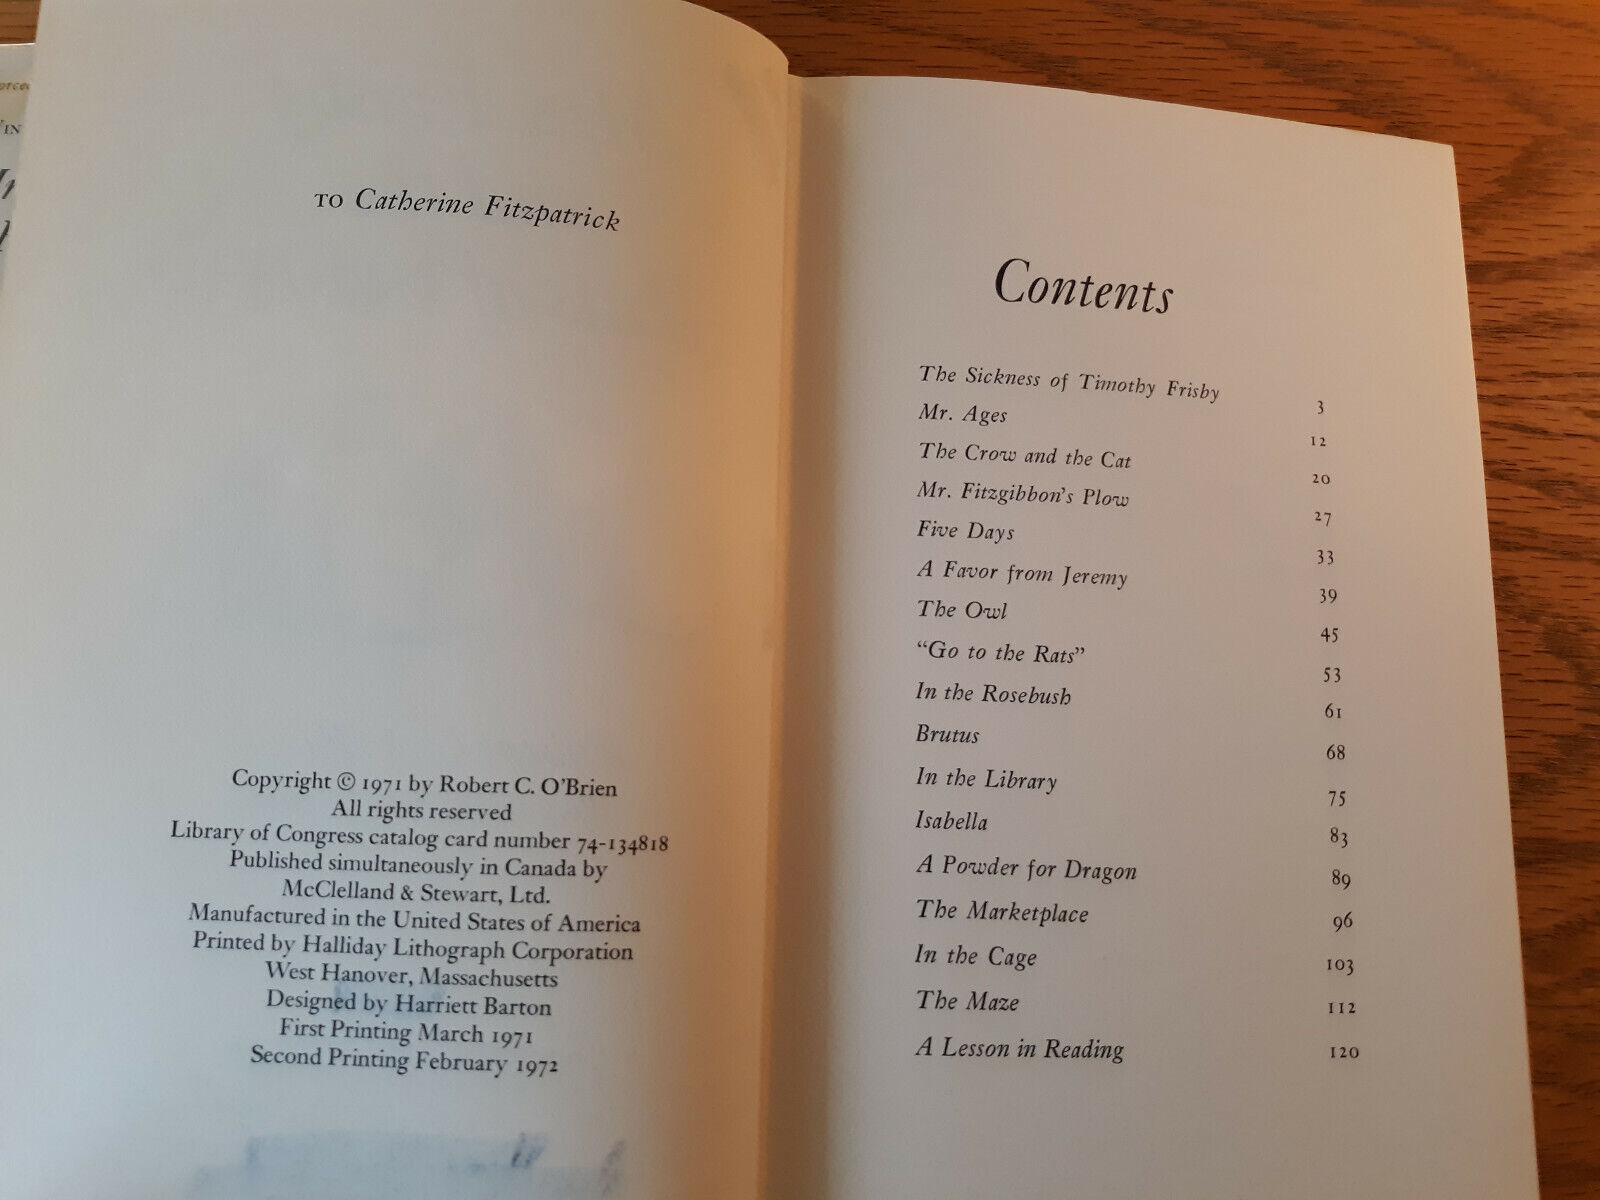 TO Catherine Fitzpatrick
Copyright © 1971 by Robert C. O'Brien
All rights reserved
Library of Congress catalog card number 74-134818
Published simultaneously in Canada by
McClelland & Stewart, Ltd.
Manufactured in the United States of America
Printed by Halliday Lithograph Corporation
West Hanover, Massachusetts
Designed by Harriett Barton
First Printing March 1971
Second Printing February 1972
Contents
The Sickness of Timothy Frisby 3
Mr. Ages 12
The Crow and the Cat 20
Mr. Fitzgibbon's Plow 27
Five Days 33
A Favor from Jeremy 39
The Owl 45
“Go to the Rats” 53
In the Rosebush 61
Brutus 68
In the Library 75
Isabella 83
A Powder for Dragon 89
The Marketplace 96
In the Cage 103
The Maze 112
A Lesson in Reading 120